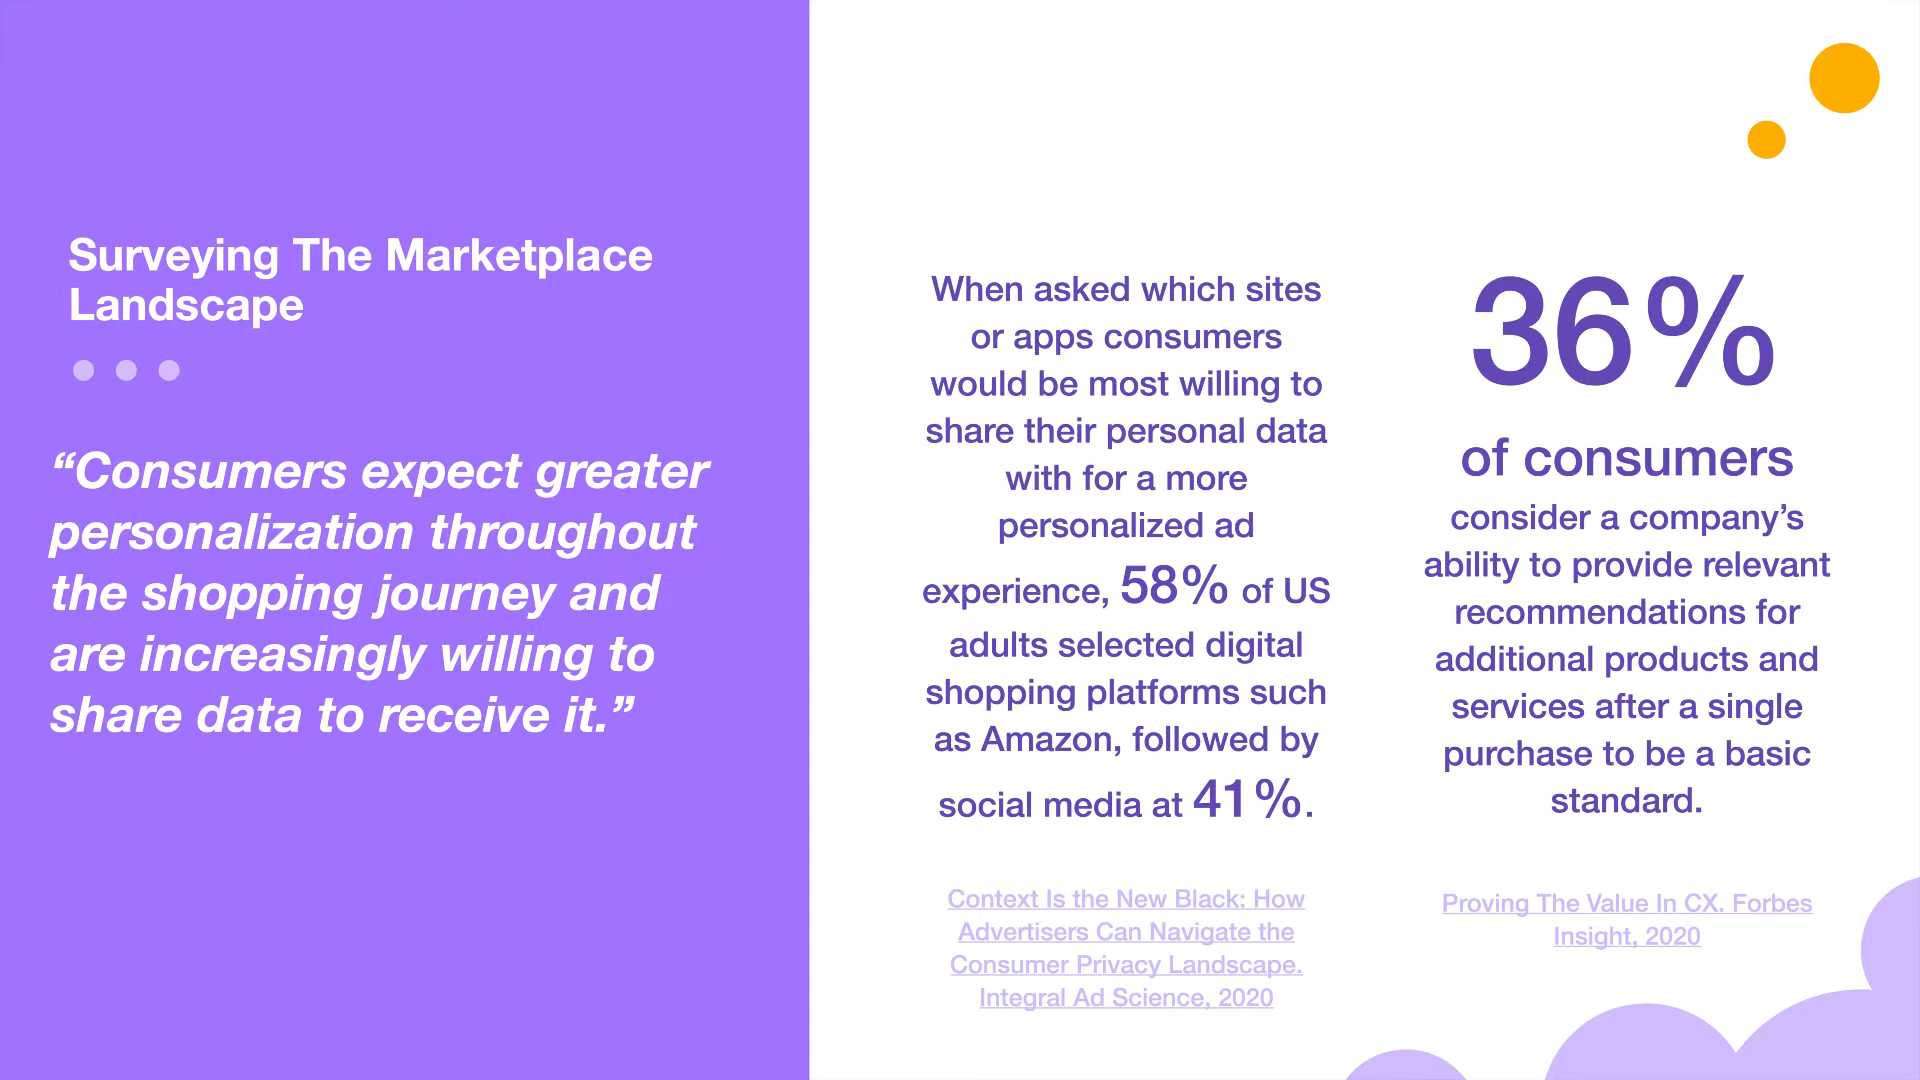 Surveying The Marketplace
Landscape
“Consumers expect greater
personalization throughout
the shopping journey and
are increasingly willing to
share data to receive it.”
When asked which sites
or apps consumers
would be most willing to
share their personal data
with for a more
personalized ad
experience, 58% of US
adults selected digital
shopping platforms such
as Amazon, followed by
social media at 41%.
Context Is the New Black: How
Advertisers Can Navigate the
Consumer Privacy Landscape.
Integral Ad Science, 2020
36%
of consumers
consider a company’s
ability to provide relevant
recommendations for
additional products and
services after a single
purchase to be a basic
standard.
Proving The Value In CX. Forbes
Insight, 2020